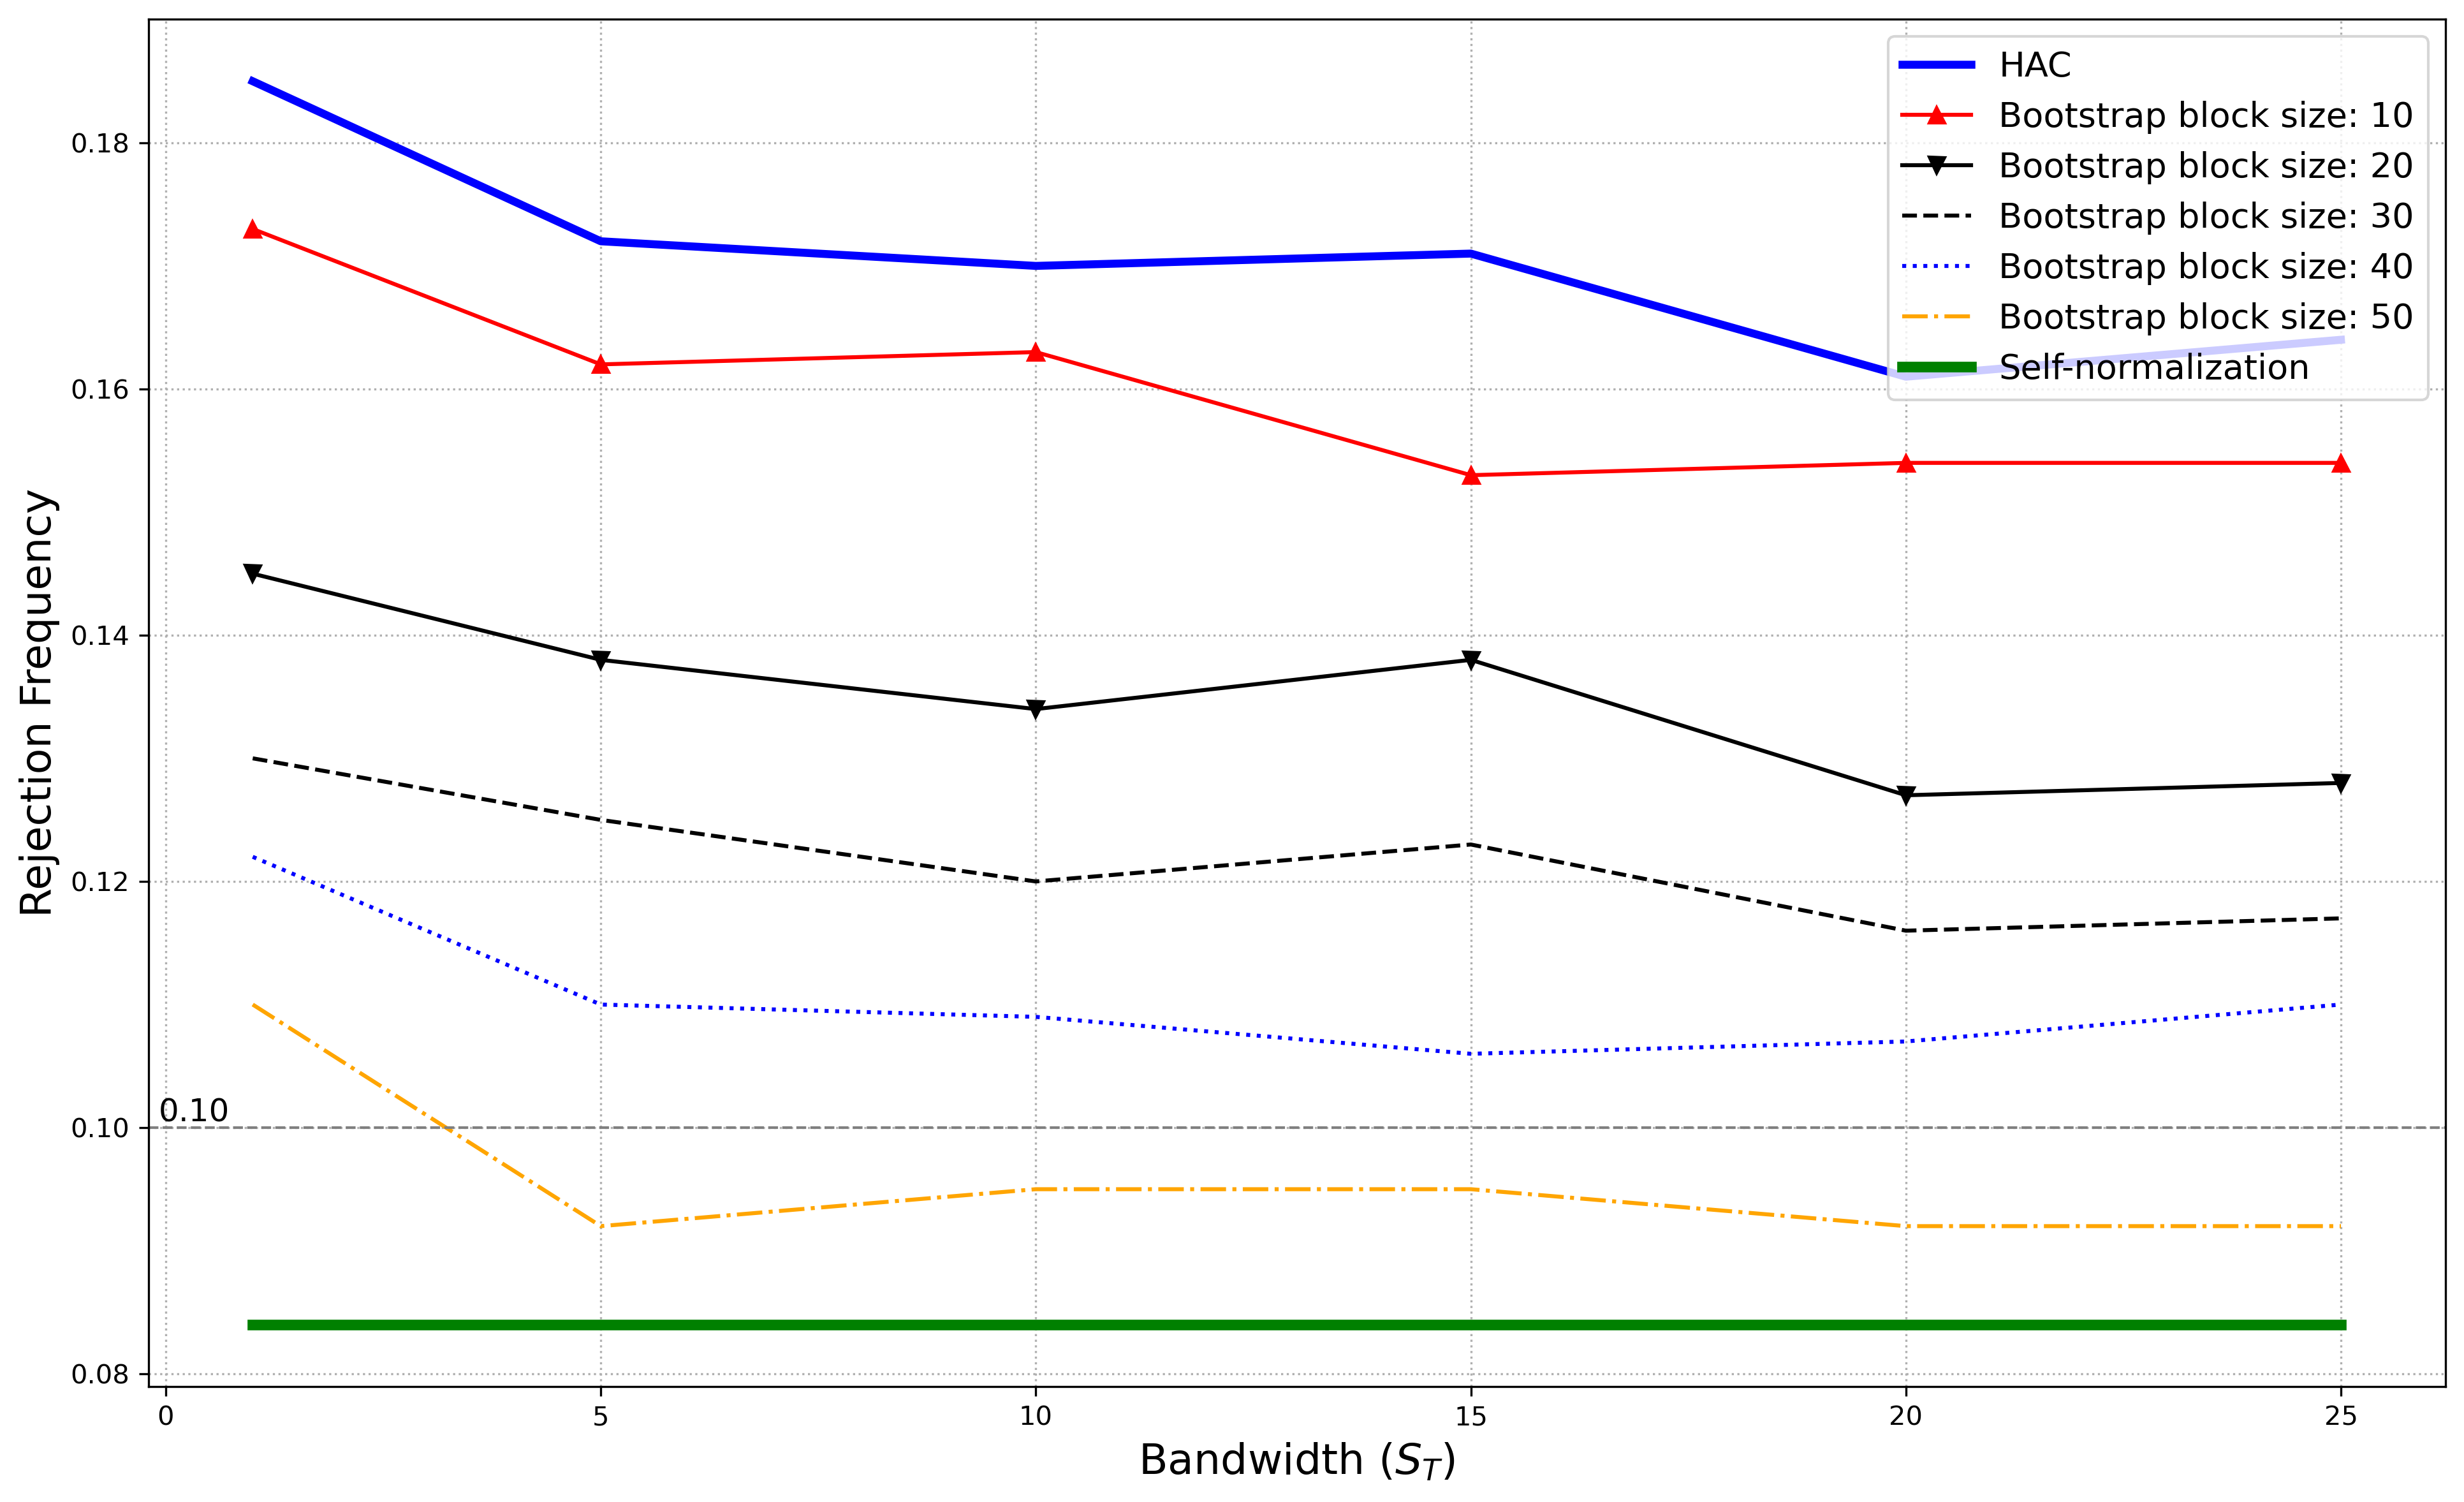 HAC
Bootstrap block size: 10
Bootstrap block size: 20
Bootstrap block size: 30
Bootstrap block size: 40
Bootstrap block size: 50
Self-normalization
Rejection Frequency
0.18
0.16
0.14
0.12
0.10
0.10
0.08
0 5 10 15 20 25
Bandwidth (S_T)